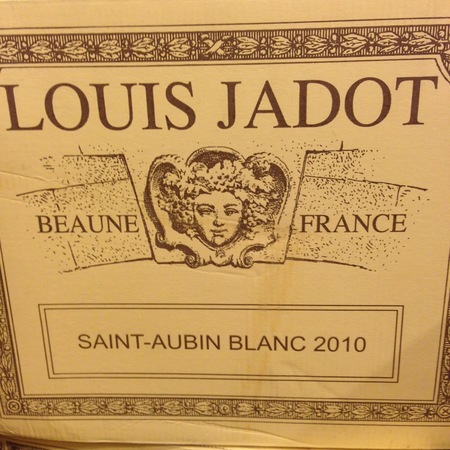 LOUIS JADOT
BEAUNE FRANCE
SAINT-AUBIN BLANC 2010